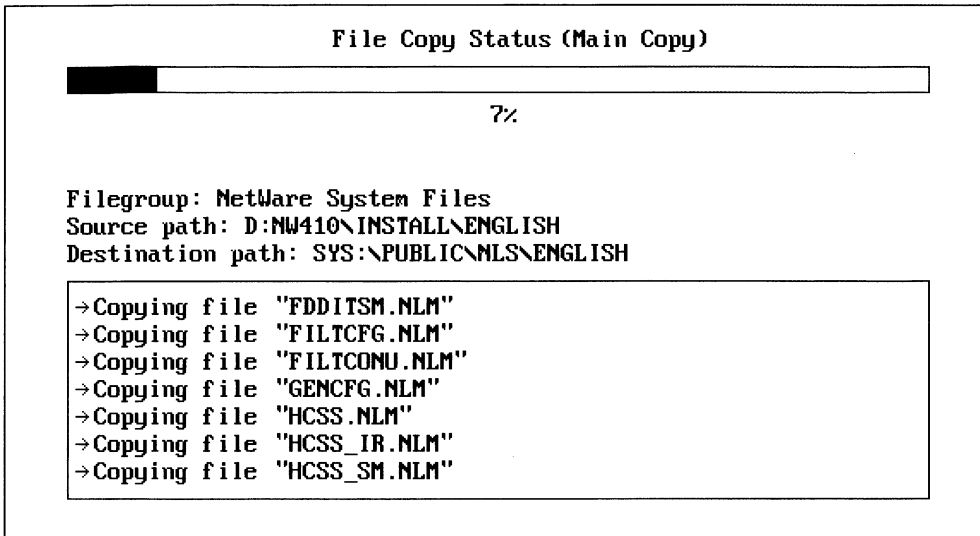 File Copy Status (Main Copy)
7%
Filegroup: NetWare System Files
Source path: D:NW410\INSTALL\ENGLISH
Destination path: SYS:\PUBLIC\NLS\ENGLISH
→Copying file "FDDITSM.NLM"
→Copying file "FILTCFG.NLM"
→Copying file "FILTCONU.NLM"
→Copying file "GENCFG.NLM"
→Copying file "HCSS.NLM"
→Copying file "HCSS_IR.NLM"
→Copying file "HCSS_SM.NLM"